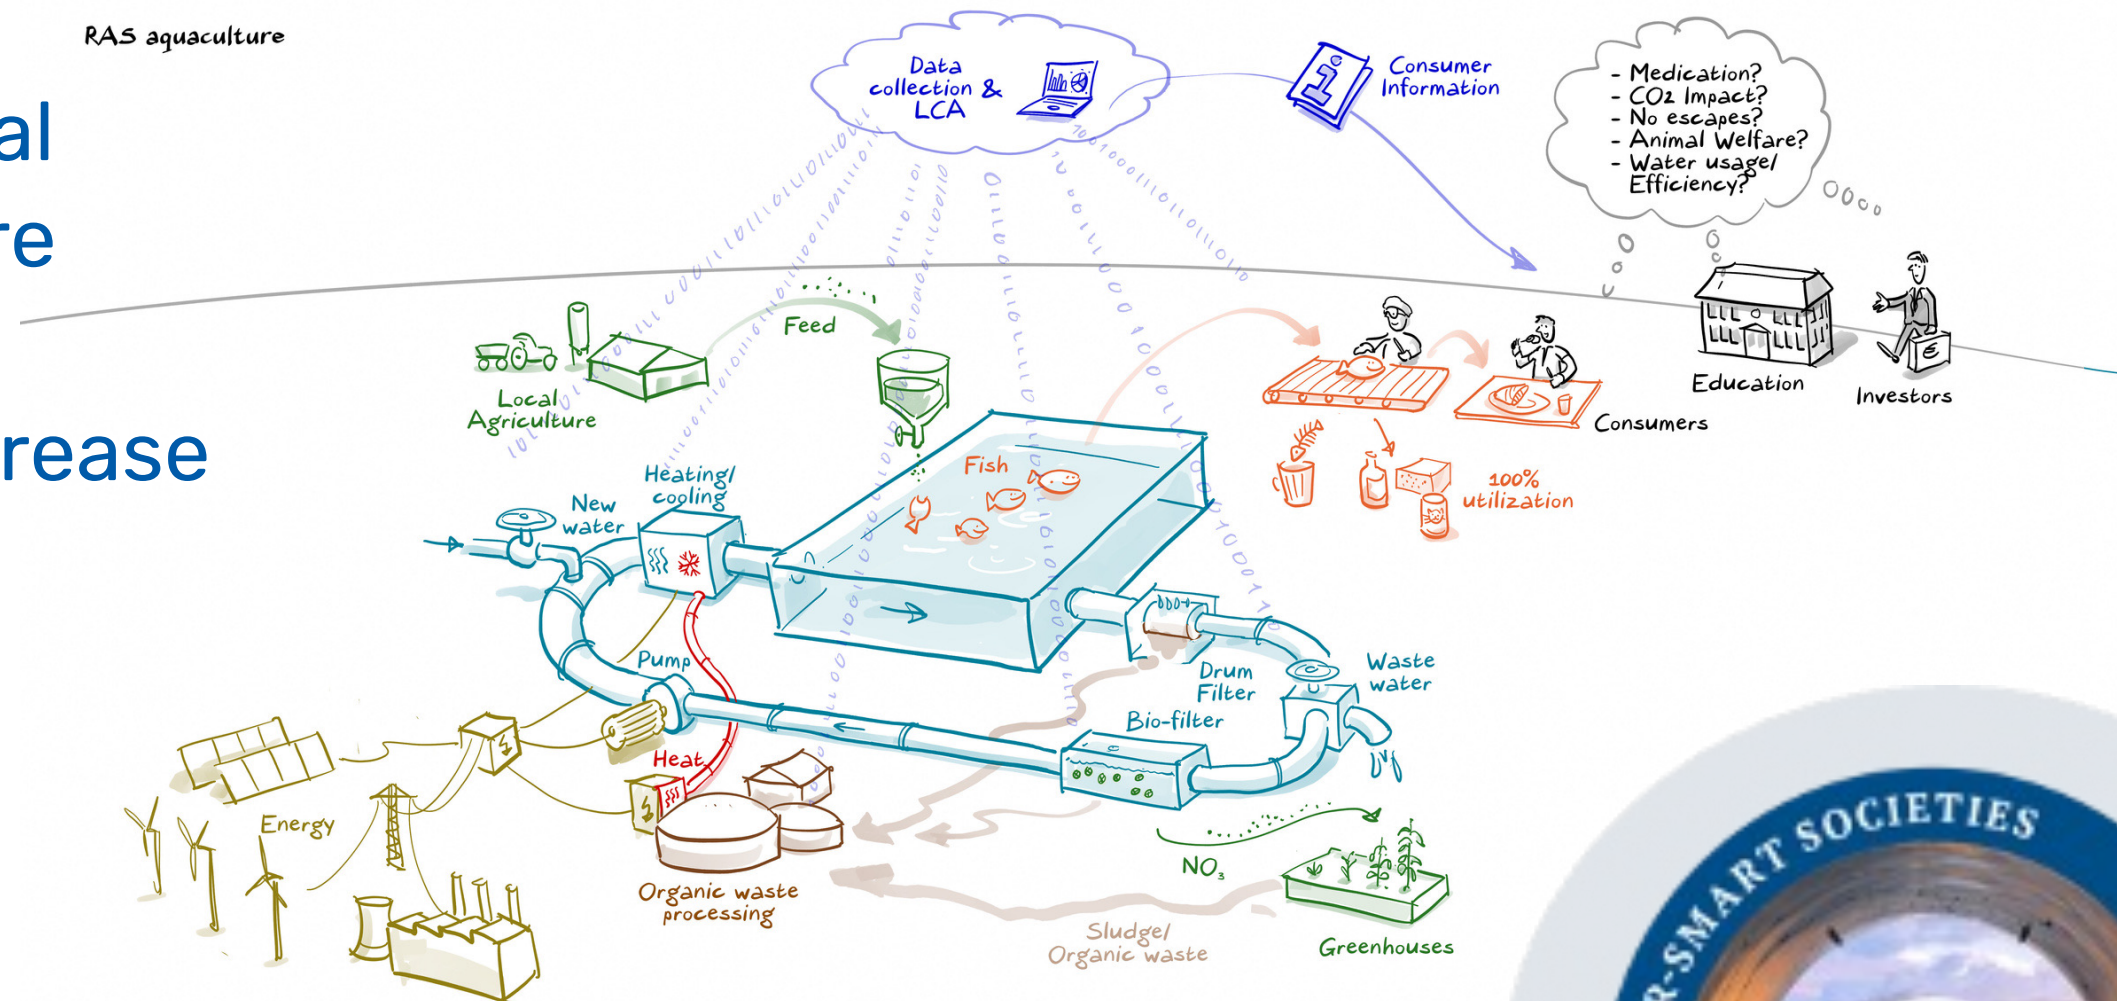 RAS aquaculture
al
re
rease
Data
collection &
LCA
Consumer
Information
- Medication?
- CO2 Impact?
- No escapes?
- Animal Welfare?
- Water usage/
Efficiency?
Feed
Local
Agriculture
Education
Investors
Consumers
Fish
Heating/
cooling
New
water
100%
utilization
Pump
Drum
Filter
Waste
water
Bio-filter
Heat
Energy
NO₃
Organic waste
processing
Sludge/
Organic waste
Greenhouses
R-SMART SOCIETIES